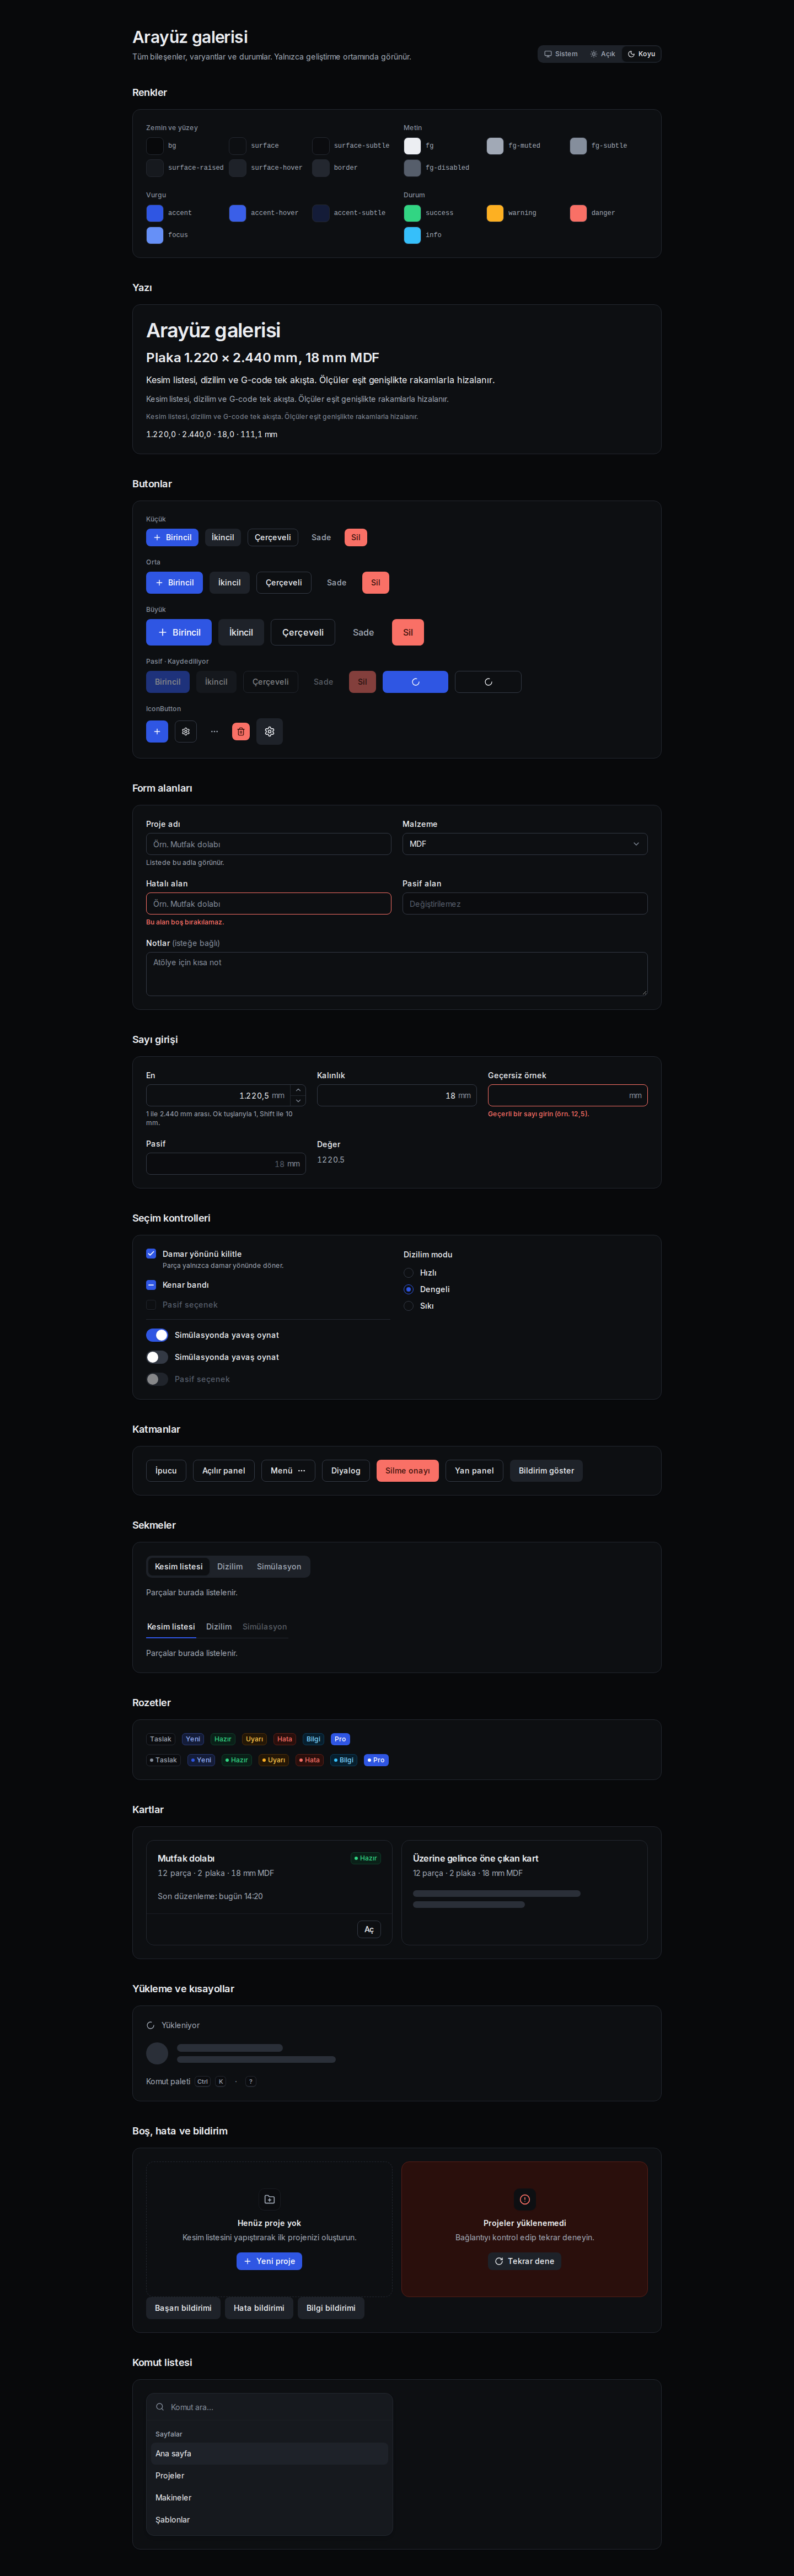 Arayüz galerisi
Tüm bileşenler, varyantlar ve durumlar. Yalnızca geliştirme ortamında görünür.
Sistem Açık Koyu
Renkler
Zemin ve yüzey
bg surface surface-subtle
surface-raised surface-hover border
Metin
fg fg-muted fg-subtle
fg-disabled
Vurgu
accent accent-hover accent-subtle
focus
Durum
success warning danger
info
Yazı
Arayüz galerisi
Plaka 1.220 × 2.440 mm, 18 mm MDF
Kesim listesi, dizilim ve G-code tek akışta. Ölçüler eşit genişlikte rakamlarla hizalanır.
Kesim listesi, dizilim ve G-code tek akışta. Ölçüler eşit genişlikte rakamlarla hizalanır.
Kesim listesi, dizilim ve G-code tek akışta. Ölçüler eşit genişlikte rakamlarla hizalanır.
1.220,0 · 2.440,0 · 18,0 · 111,1 mm
Butonlar
Küçük
Birincil İkincil Çerçeveli Sade Sil
Orta
Birincil İkincil Çerçeveli Sade Sil
Büyük
Birincil İkincil Çerçeveli Sade Sil
Pasif · Kaydediliyor
Birincil İkincil Çerçeveli Sade Sil
IconButton
Form alanları
Proje adı
Örn. Mutfak dolabı
Listede bu adla görünür.
Malzeme
MDF
Hatalı alan
Örn. Mutfak dolabı
Bu alan boş bırakılamaz.
Pasif alan
Değiştirilemez
Notlar (isteğe bağlı)
Atölye için kısa not
Sayı girişi
En
1.220,5 mm
1 ile 2.440 mm arası. Ok tuşlarıyla 1, Shift ile 10
mm.
Kalınlık
18 mm
Geçersiz örnek
mm
Geçerli bir sayı girin (örn. 12,5).
Pasif
18 mm
Değer
1220.5
Seçim kontrolleri
Damar yönünü kilitle
Parça yalnızca damar yönünde döner.
Kenar bandı
Pasif seçenek
Simülasyonda yavaş oynat
Simülasyonda yavaş oynat
Pasif seçenek
Dizilim modu
Hızlı
Dengeli
Sıkı
Katmanlar
İpucu Açılır panel Menü Diyalog Silme onayı Yan panel Bildirim göster
Sekmeler
Kesim listesi Dizilim Simülasyon
Parçalar burada listelenir.
Kesim listesi Dizilim Simülasyon
Parçalar burada listelenir.
Rozetler
Taslak Yeni Hazır Uyarı Hata Bilgi Pro
Taslak Yeni Hazır Uyarı Hata Bilgi Pro
Kartlar
Mutfak dolabı Hazır
12 parça · 2 plaka · 18 mm MDF
Son düzenleme: bugün 14:20
Aç
Üzerine gelince öne çıkan kart
12 parça · 2 plaka · 18 mm MDF
Yükleme ve kısayollar
Yükleniyor
Komut paleti Ctrl K · ?
Boş, hata ve bildirim
Henüz proje yok
Kesim listesini yapıştırarak ilk projenizi oluşturun.
Yeni proje
Projeler yüklenemedi
Bağlantıyı kontrol edip tekrar deneyin.
Tekrar dene
Başarı bildirimi Hata bildirimi Bilgi bildirimi
Komut listesi
Komut ara...
Sayfalar
Ana sayfa
Projeler
Makineler
Şablonlar